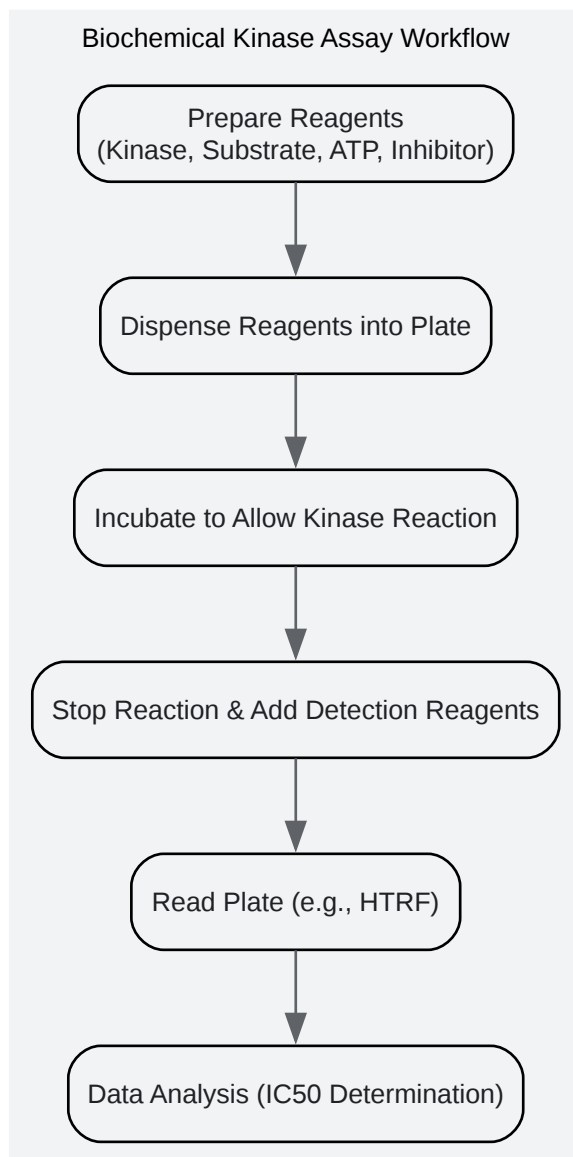 Biochemical Kinase Assay Workflow
Prepare Reagents
(Kinase, Substrate, ATP, Inhibitor)
Dispense Reagents into Plate
Incubate to Allow Kinase Reaction
Stop Reaction & Add Detection Reagents
Read Plate (e.g., HTRF)
Data Analysis (IC50 Determination)